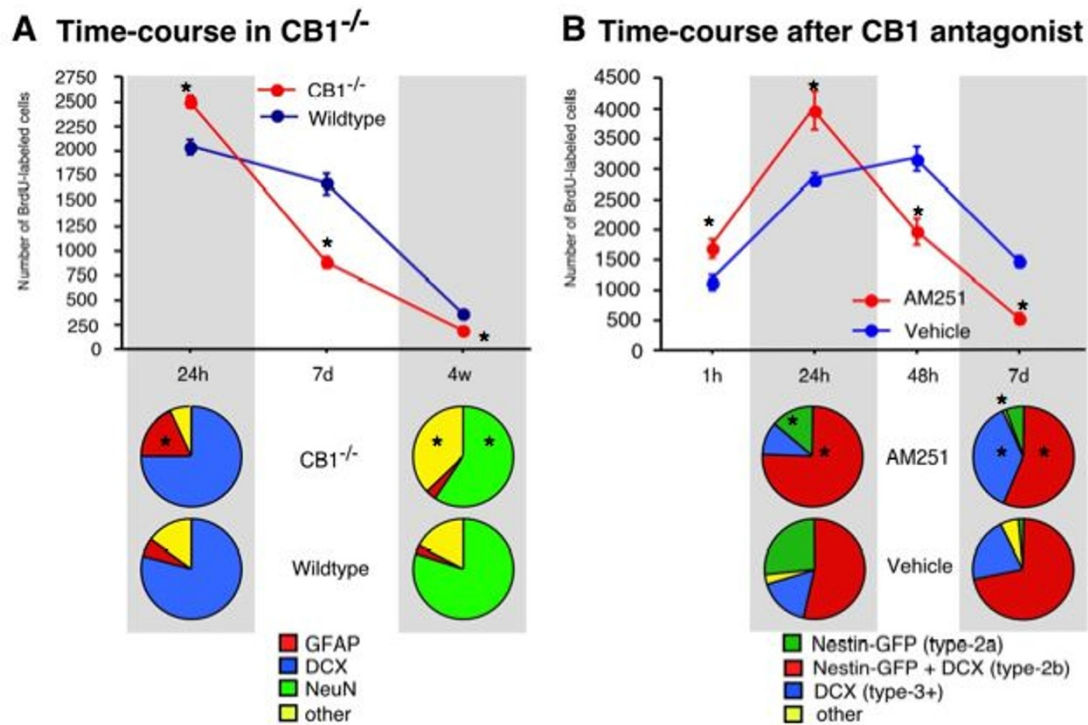 A Time-course in CB1-/-
Number of BrdU-labeled cells
2750
2500
2250
2000
1750
1500
1250
1000
750
500
250
0
*
*
*
CB1-/-
Wildtype
24h
7d
4w
*
*
*
CB1-/-
Wildtype
GFAP
DCX
NeuN
other
B Time-course after CB1 antagonist
Number of BrdU-labeled cells
4500
4000
3500
3000
2500
2000
1500
1000
500
0
*
*
*
*
AM251
Vehicle
1h
24h
48h
7d
*
*
*
*
*
AM251
Vehicle
Nestin-GFP (type-2a)
Nestin-GFP + DCX (type-2b)
DCX (type-3+)
other